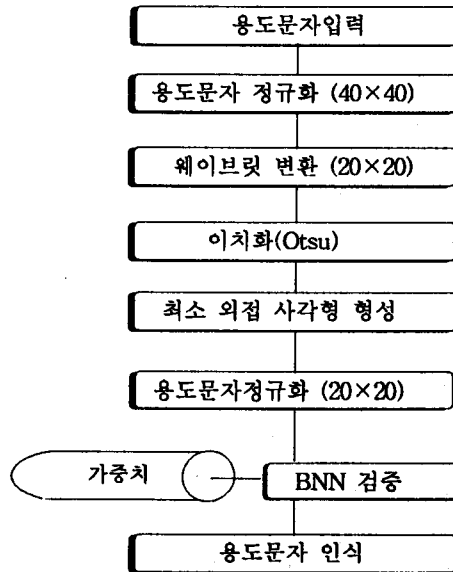 용도문자입력
용도문자 정규화 (40×40)
웨이브릿 변환 (20×20)
이치화(Otsu)
최소 외접 사각형 형성
용도문자정규화 (20×20)
가중치
BNN 검증
용도문자 인식